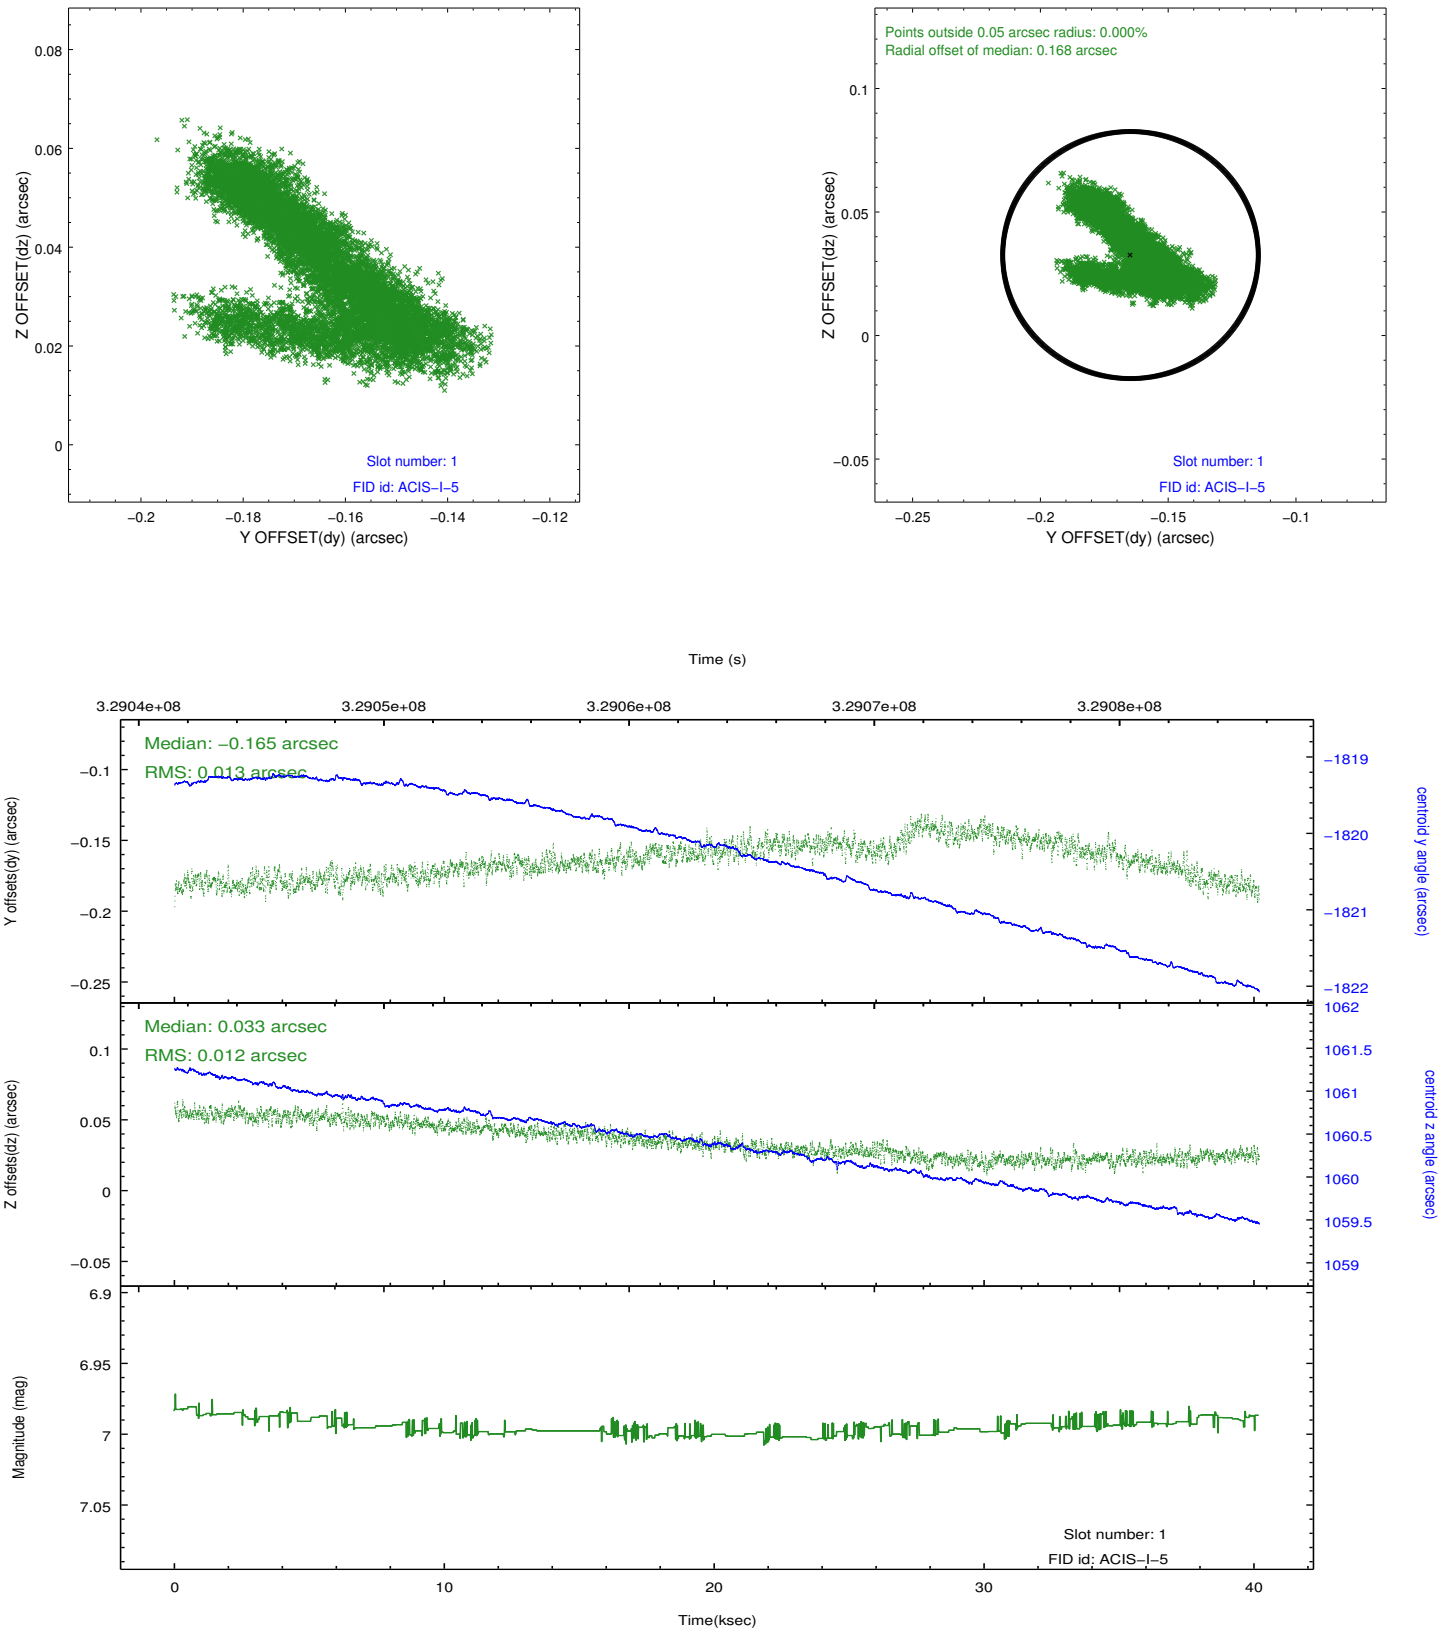 0.08
0.06
0.04
0.02
0
Z OFFSET(dz) (arcsec)
Slot number: 1
FID id: ACIS−I−5
−0.2
−0.18
−0.16
−0.14
−0.12
Y OFFSET(dy) (arcsec)
Points outside 0.05 arcsec radius: 0.000%
Radial offset of median: 0.168 arcsec
0.1
0.05
0
−0.05
Z OFFSET(dz) (arcsec)
Slot number: 1
FID id: ACIS−I−5
−0.25
−0.2
−0.15
−0.1
Y OFFSET(dy) (arcsec)
Time (s)
3.2904e+08
3.2905e+08
3.2906e+08
3.2907e+08
3.2908e+08
Median: −0.165 arcsec
RMS: 0.013 arcsec
−0.1
−0.15
−0.2
−0.25
Y offsets(dy) (arcsec)
−1819
−1820
−1821
−1822
centroid y angle (arcsec)
Median: 0.033 arcsec
RMS: 0.012 arcsec
0.1
0.05
0
−0.05
Z offsets(dz) (arcsec)
1062
1061.5
1061
1060.5
1060
1059.5
1059
centroid z angle (arcsec)
6.9
6.95
7
7.05
Magnitude (mag)
Slot number: 1
FID id: ACIS−I−5
0
10
20
30
40
Time(ksec)